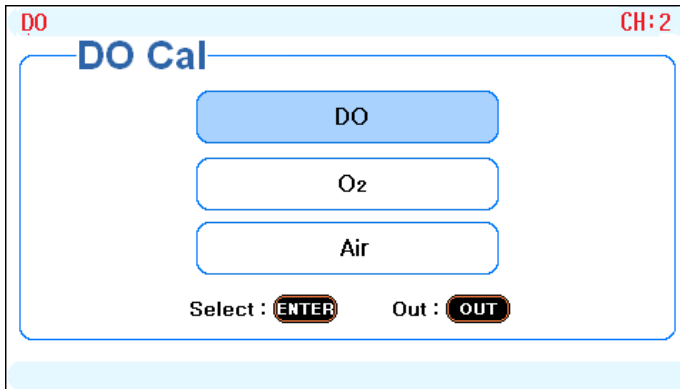 DO CH:2
DO Cal
DO
O₂
Air
Select : ENTER Out : OUT